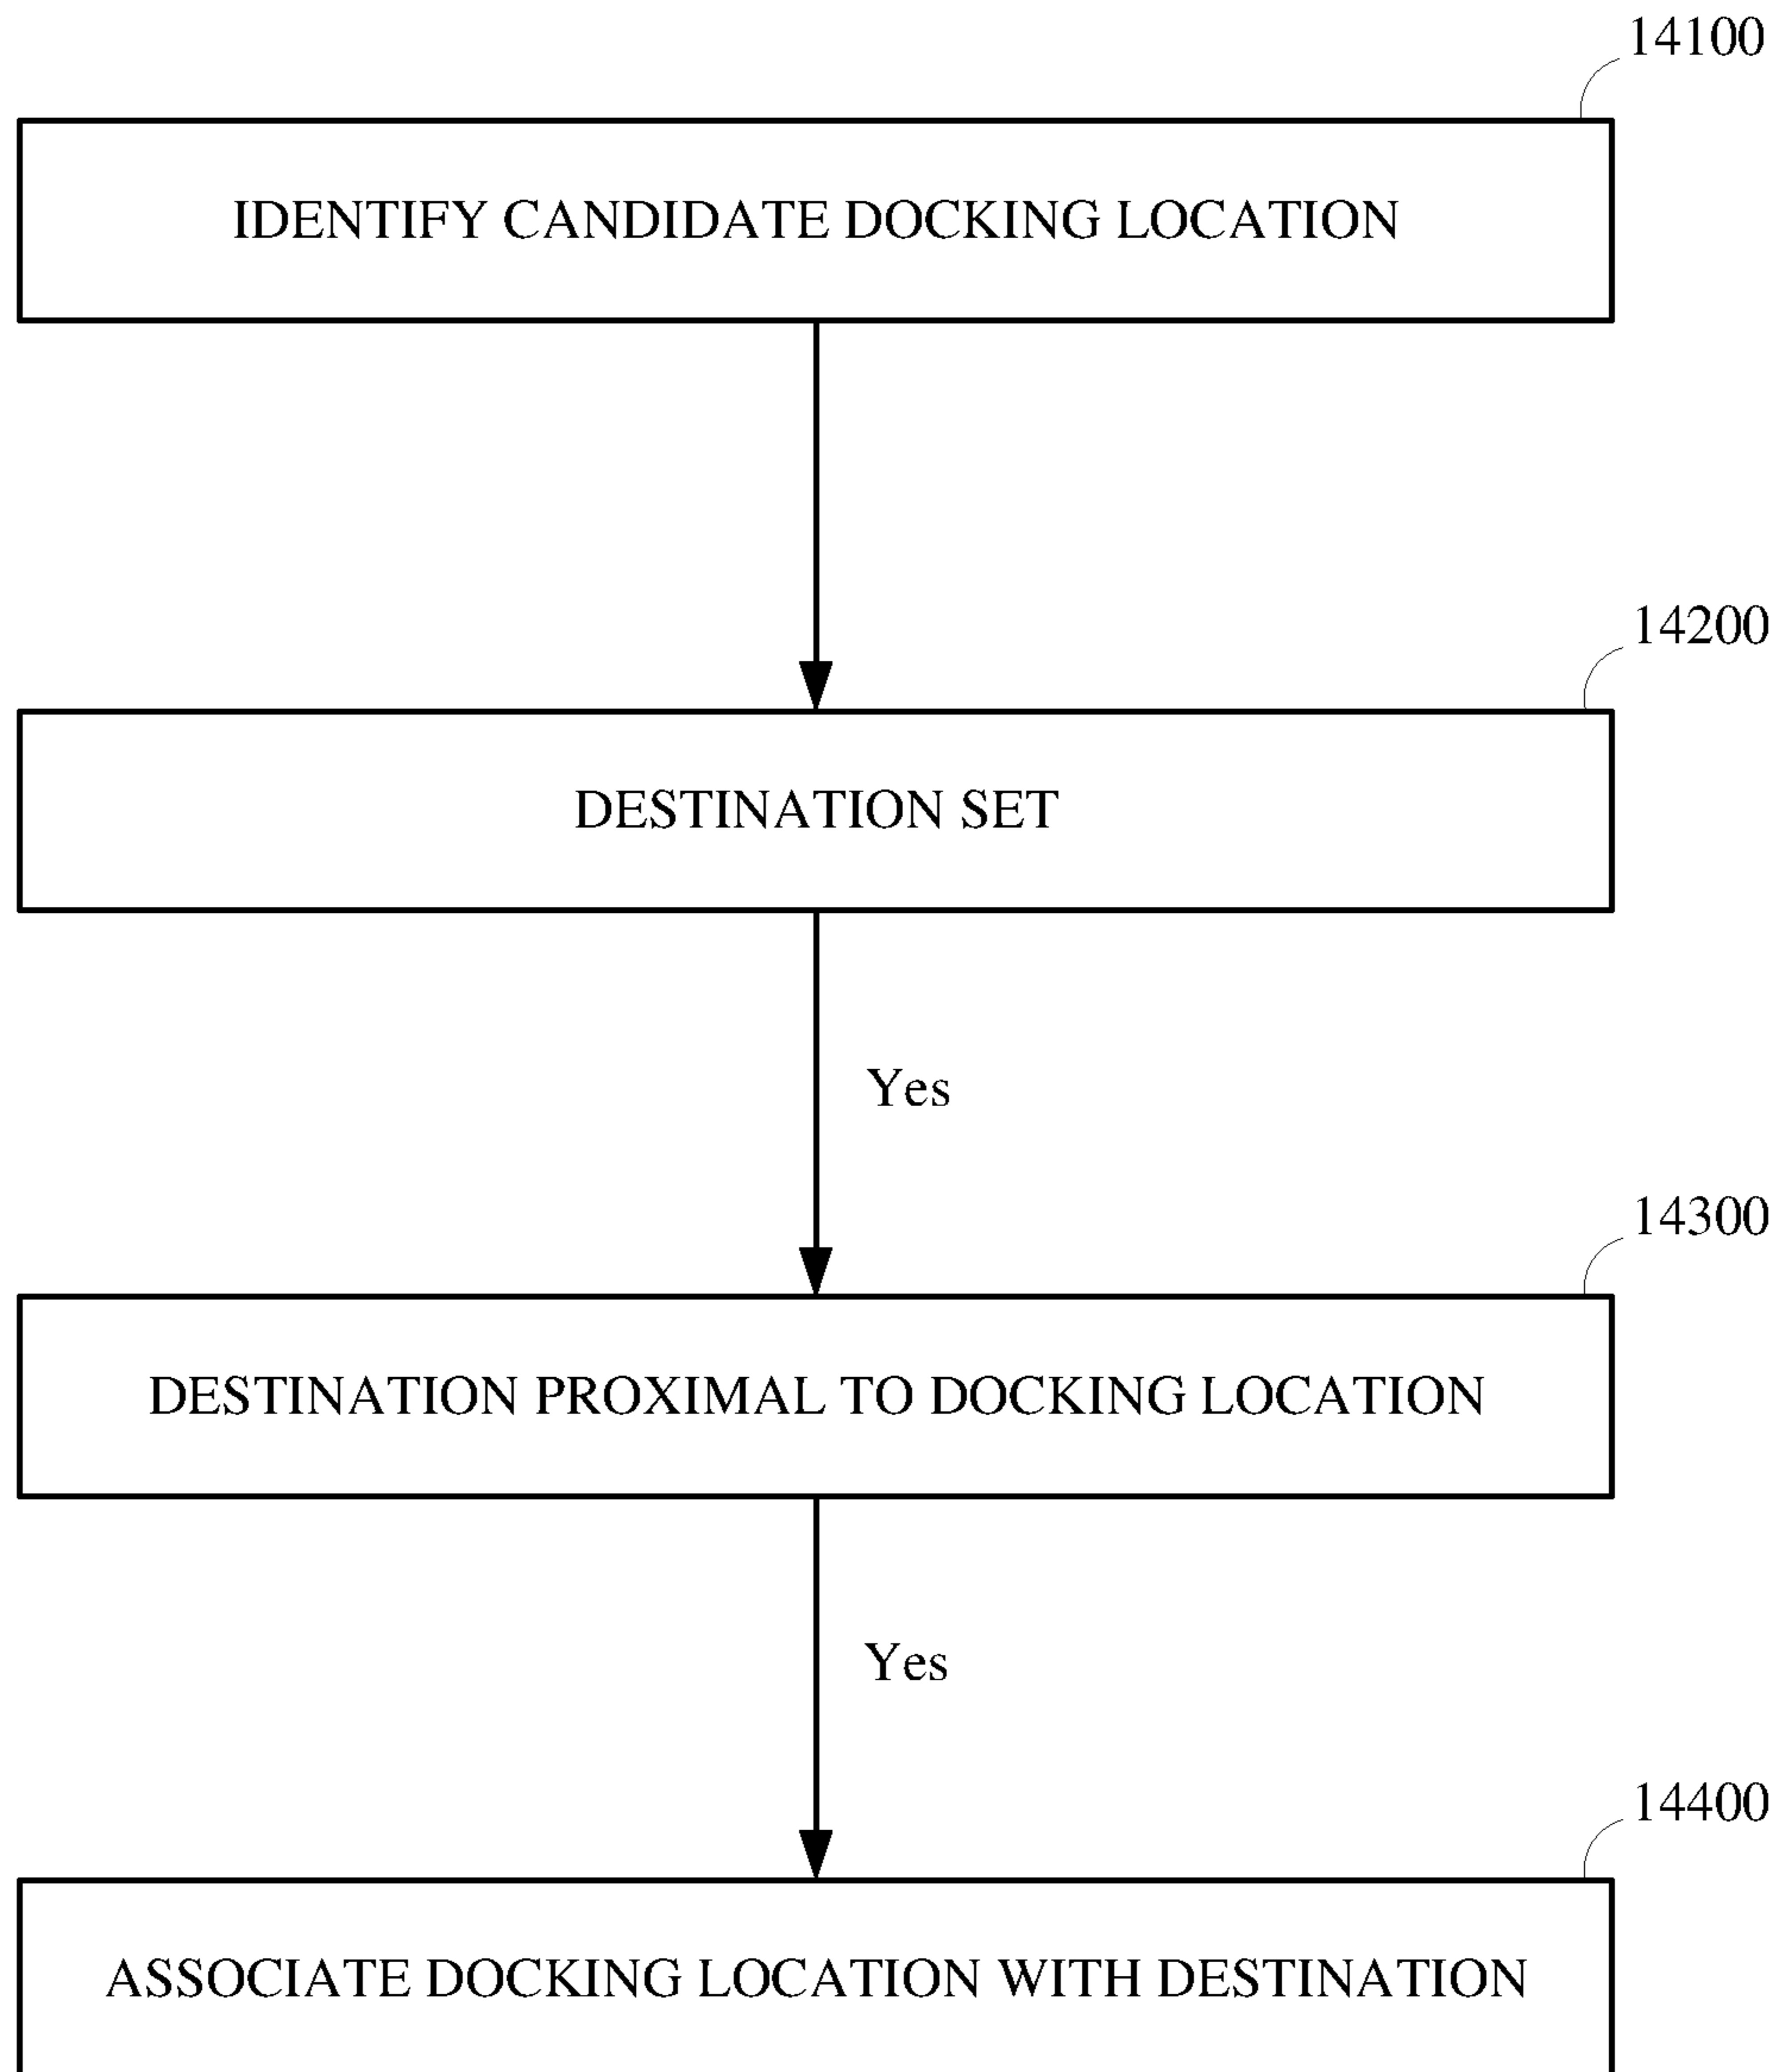 14100
IDENTIFY CANDIDATE DOCKING LOCATION
14200
DESTINATION SET
Yes
14300
DESTINATION PROXIMAL TO DOCKING LOCATION
Yes
14400
ASSOCIATE DOCKING LOCATION WITH DESTINATION